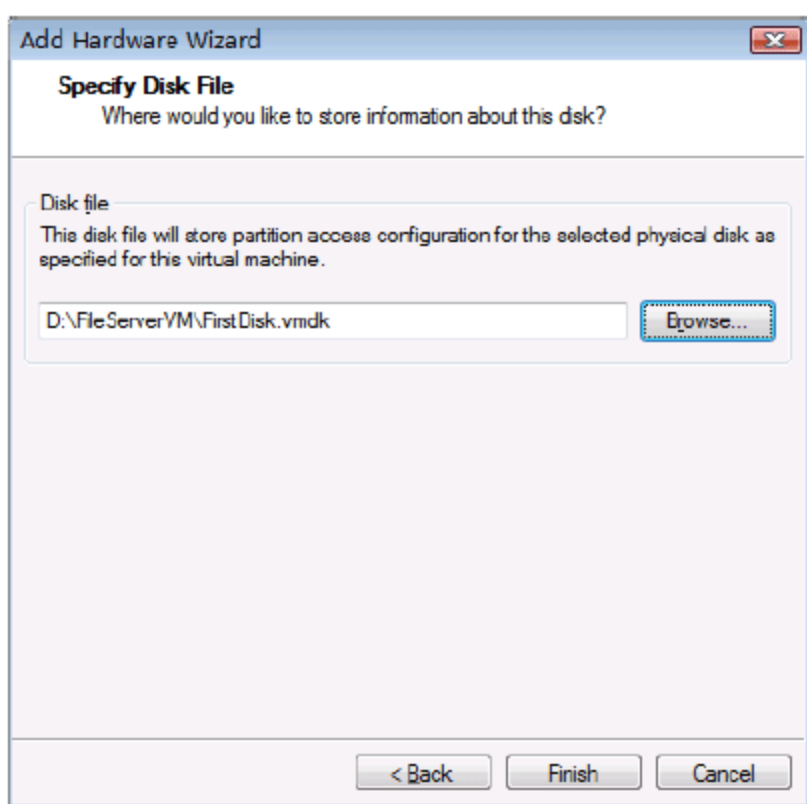 Add Hardware Wizard
Specify Disk File
Where would you like to store information about this disk?
Disk file
This disk file will store partition access configuration for the selected physical disk as
specified for this virtual machine.
D:\FileServerVM\FirstDisk.vmdk
Browse...
< Back
Finish
Cancel